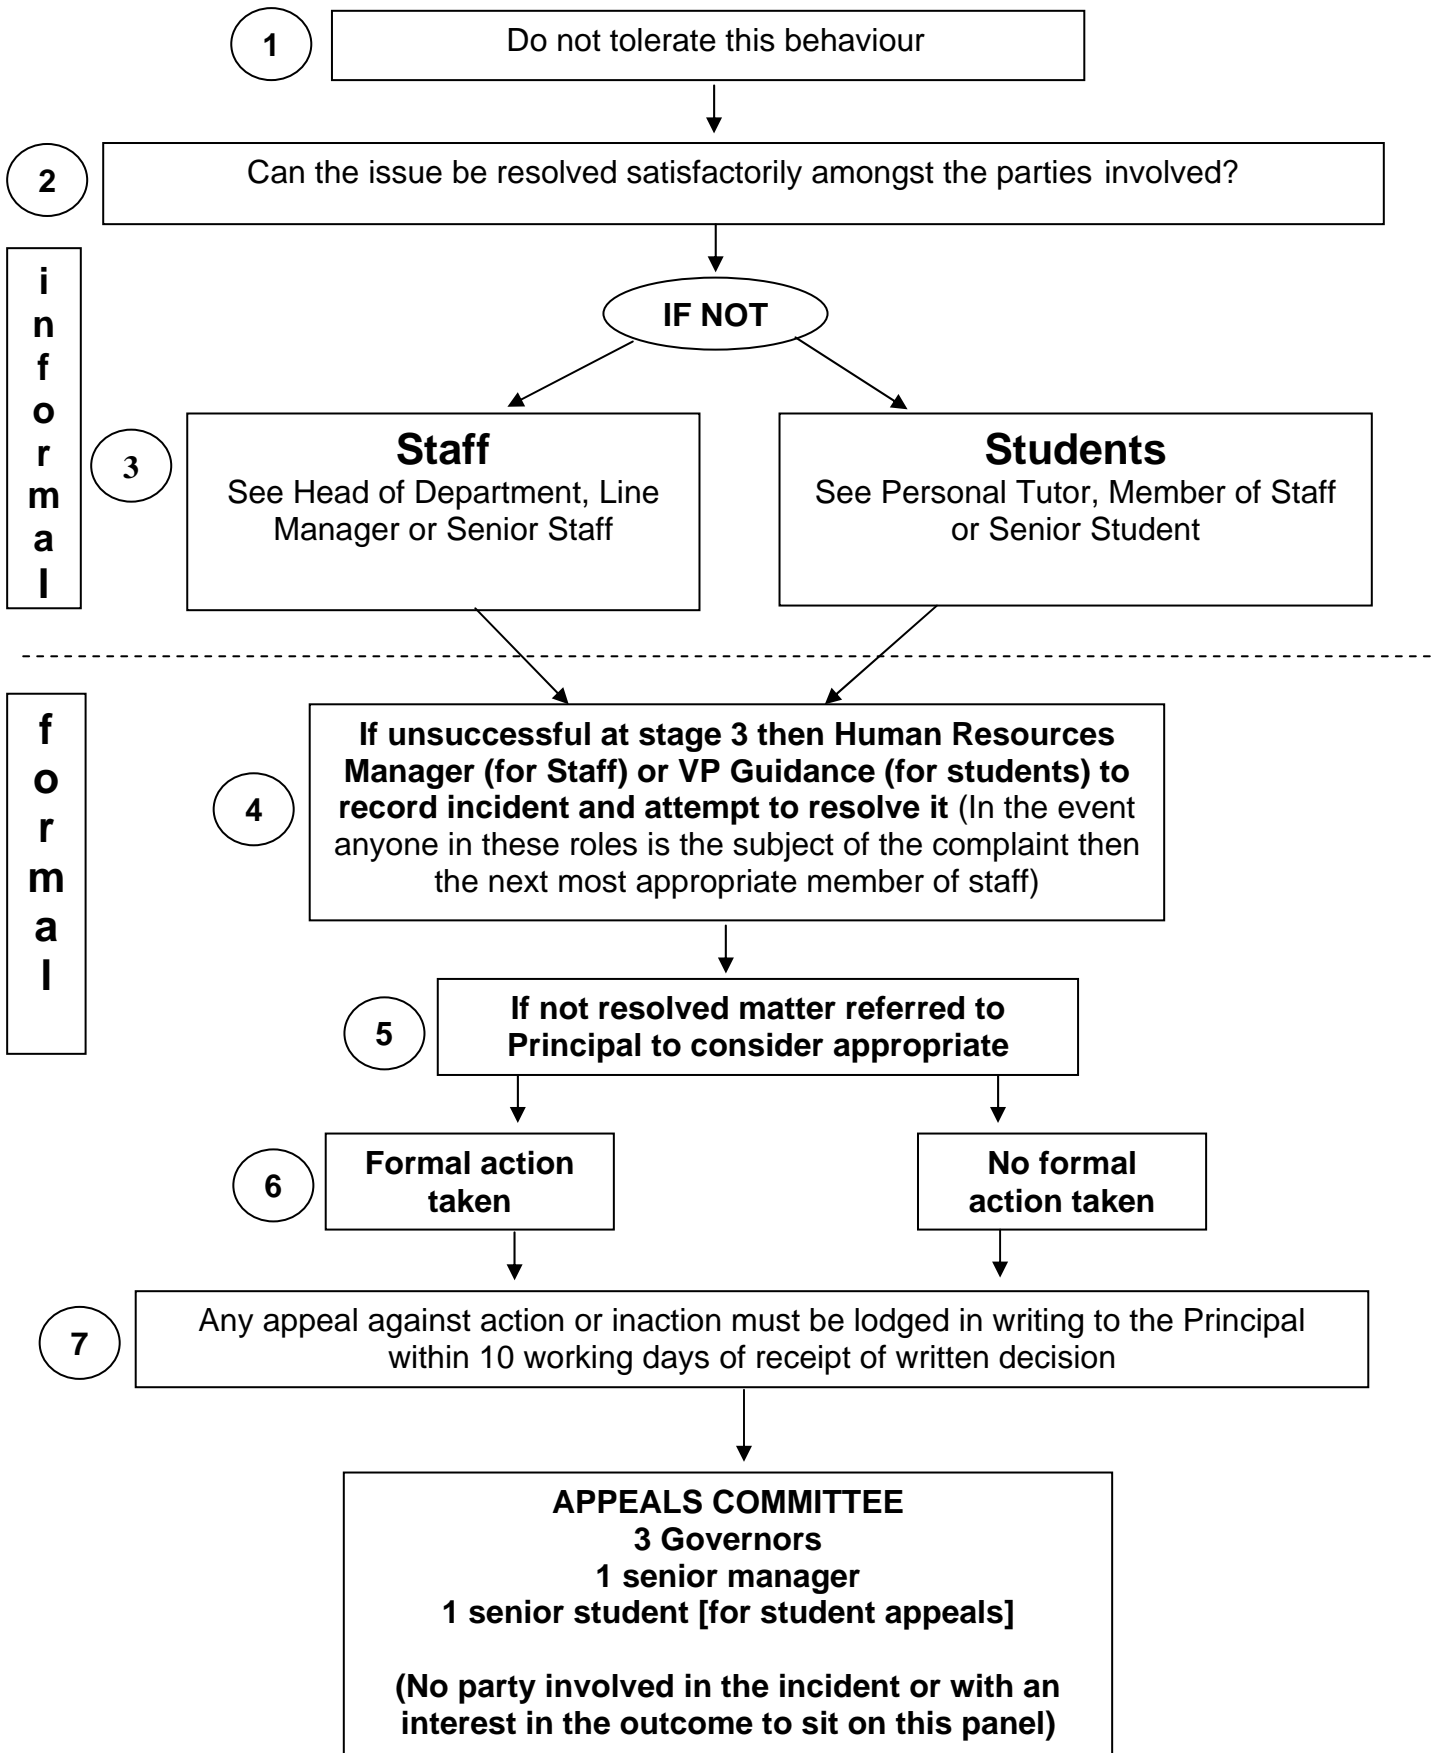 1
Do not tolerate this behaviour
2
Can the issue be resolved satisfactorily amongst the parties involved?
informal
IF NOT
3
Staff
See Head of Department, Line
Manager or Senior Staff
Students
See Personal Tutor, Member of Staff
or Senior Student
formal
4
If unsuccessful at stage 3 then Human Resources
Manager (for Staff) or VP Guidance (for students) to
record incident and attempt to resolve it (In the event
anyone in these roles is the subject of the complaint then
the next most appropriate member of staff)
5
If not resolved matter referred to
Principal to consider appropriate
6
Formal action
taken
No formal
action taken
7
Any appeal against action or inaction must be lodged in writing to the Principal
within 10 working days of receipt of written decision
APPEALS COMMITTEE
3 Governors
1 senior manager
1 senior student [for student appeals]
(No party involved in the incident or with an
interest in the outcome to sit on this panel)